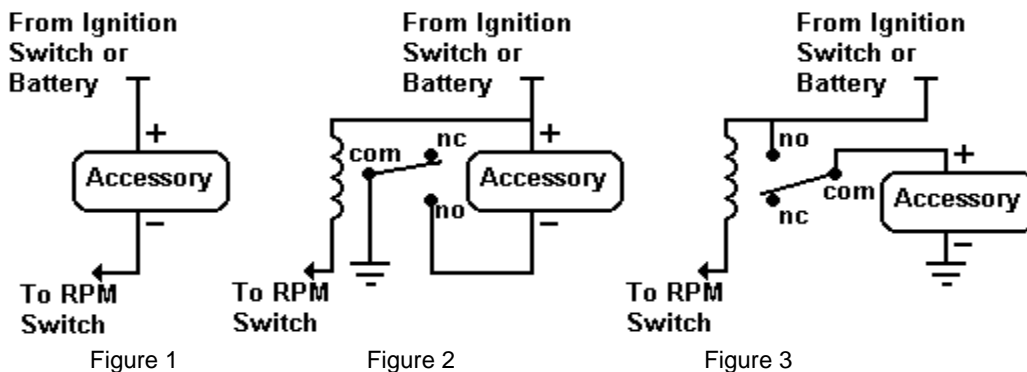 From Ignition
Switch or
Battery
+
Accessory
−
To RPM
Switch
Figure 1
From Ignition
Switch or
Battery
nc
+
com
Accessory
no
−
To RPM
Switch
Figure 2
From Ignition
Switch or
Battery
no
+
com
Accessory
nc
−
To RPM
Switch
Figure 3